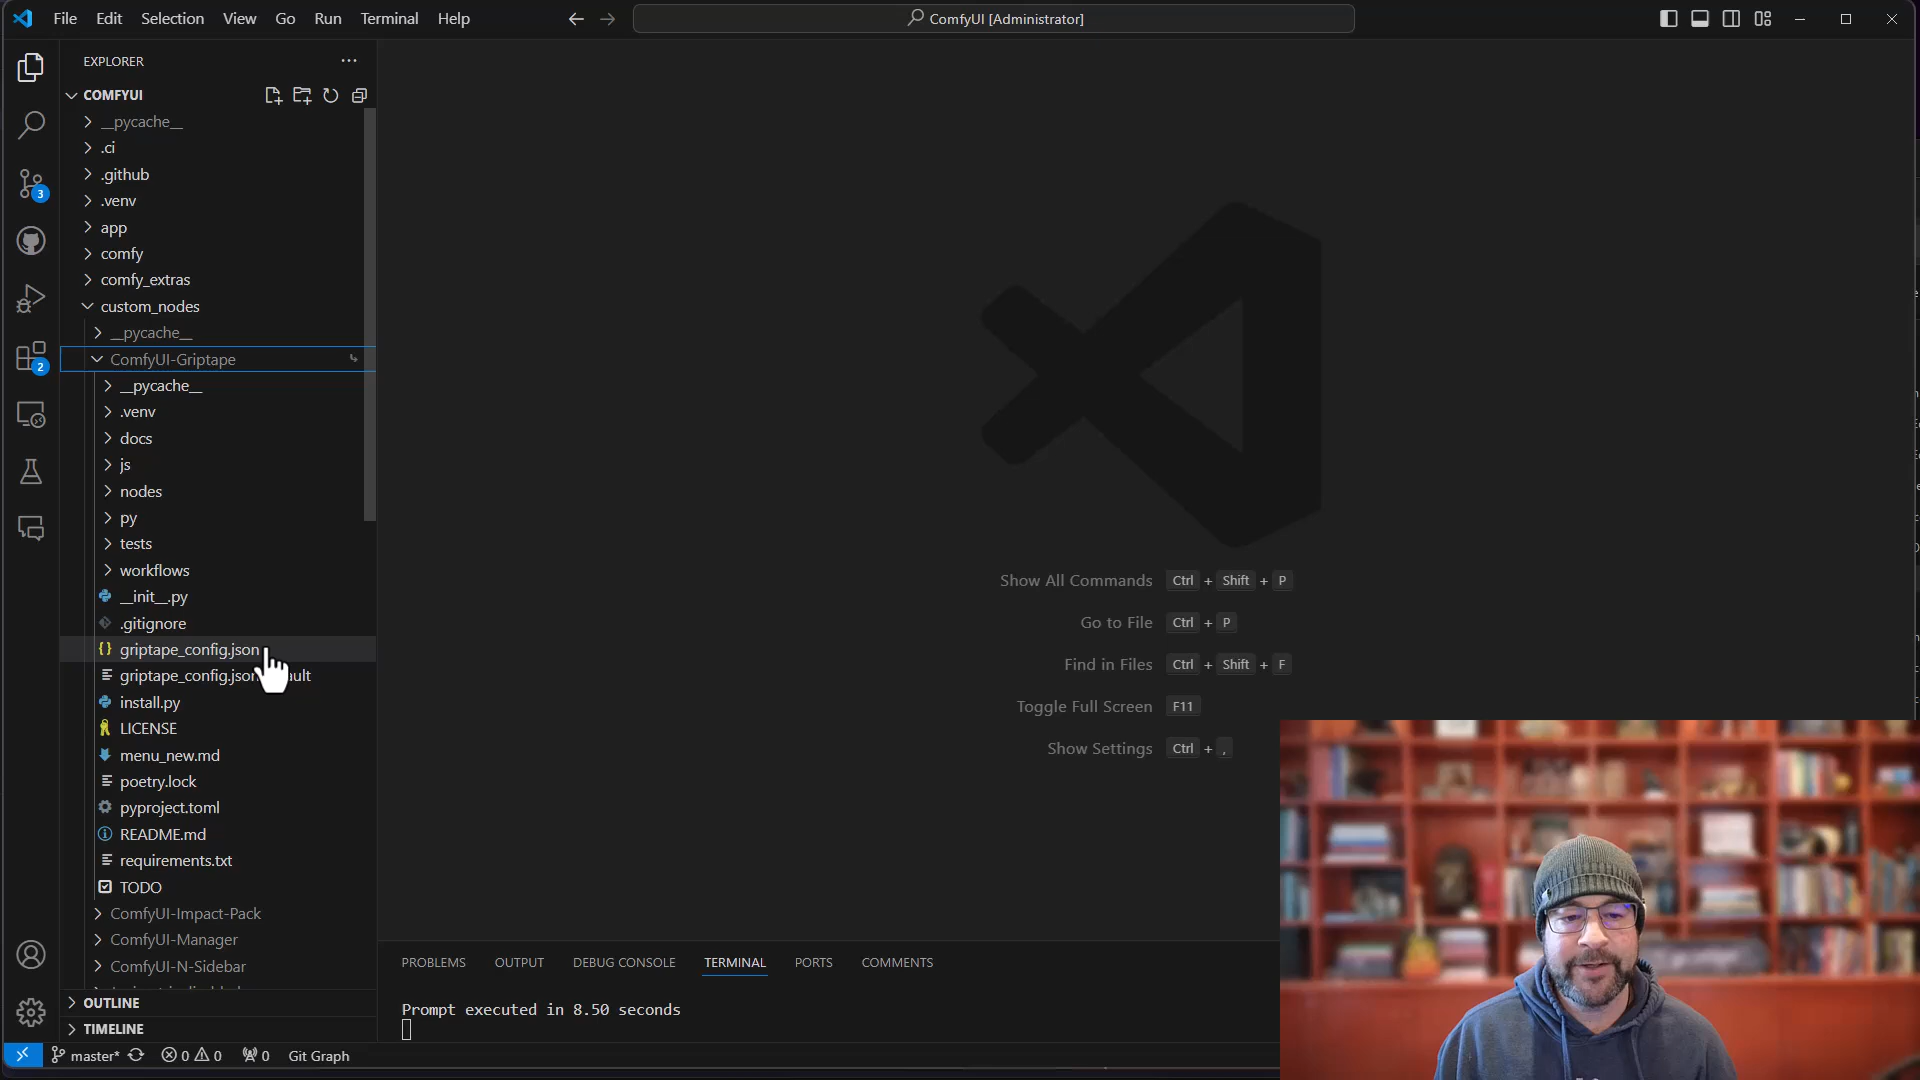 File Edit Selection View Go Run Terminal Help
ComfyUI [Administrator]
EXPLORER
COMFYUI
__pycache__
.ci
.github
.venv
app
comfy
comfy_extras
custom_nodes
__pycache__
ComfyUI-Griptape
__pycache__
.venv
docs
js
nodes
py
tests
workflows
__init__.py
.gitignore
griptape_config.json
griptape_config.json ault
install.py
LICENSE
menu_new.md
poetry.lock
pyproject.toml
README.md
requirements.txt
TODO
ComfyUI-Impact-Pack
ComfyUI-Manager
ComfyUI-N-Sidebar
OUTLINE
TIMELINE
3
2
Show All Commands Ctrl + Shift + P
Go to File Ctrl + P
Find in Files Ctrl + Shift + F
Toggle Full Screen F11
Show Settings Ctrl + ,
PROBLEMS OUTPUT DEBUG CONSOLE TERMINAL PORTS COMMENTS
Prompt executed in 8.50 seconds
master* 0 0 0 Git Graph